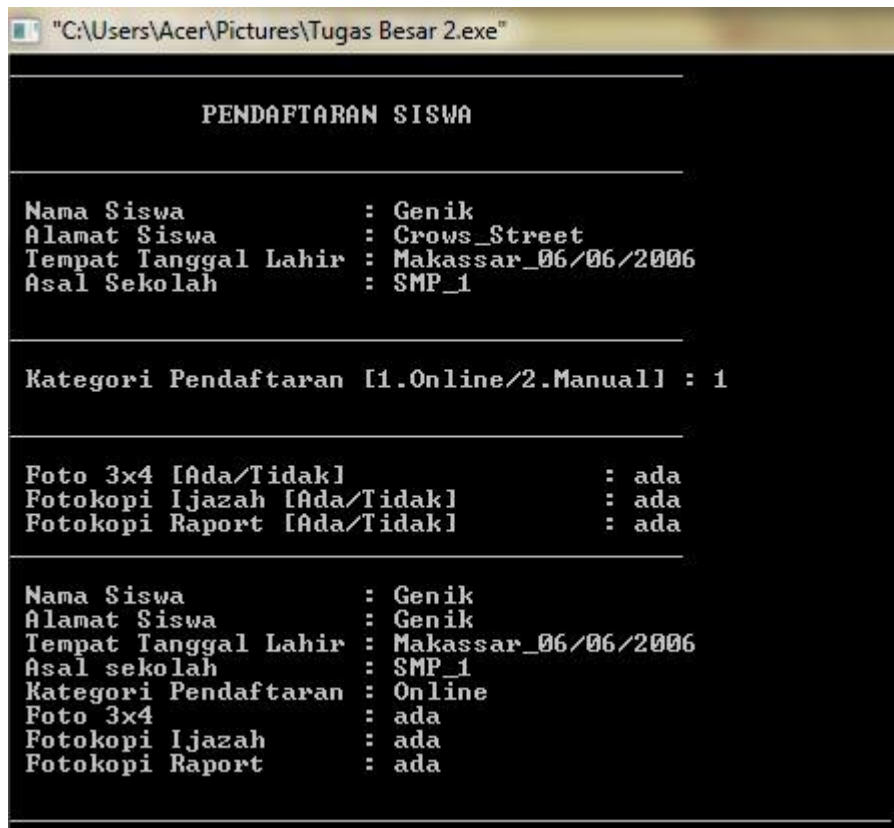 "C:\Users\Acer\Pictures\Tugas Besar 2.exe"
PENDAFTARAN SISWA
Nama Siswa : Genik
Alamat Siswa : Crows_Street
Tempat Tanggal Lahir : Makassar_06/06/2006
Asal Sekolah : SMP_1
Kategori Pendaftaran [1.Online/2.Manual] : 1
Foto 3x4 [Ada/Tidak] : ada
Fotokopi Ijazah [Ada/Tidak] : ada
Fotokopi Raport [Ada/Tidak] : ada
Nama Siswa : Genik
Alamat Siswa : Genik
Tempat Tanggal Lahir : Makassar_06/06/2006
Asal sekolah : SMP_1
Kategori Pendaftaran : Online
Foto 3x4 : ada
Fotokopi Ijazah : ada
Fotokopi Raport : ada